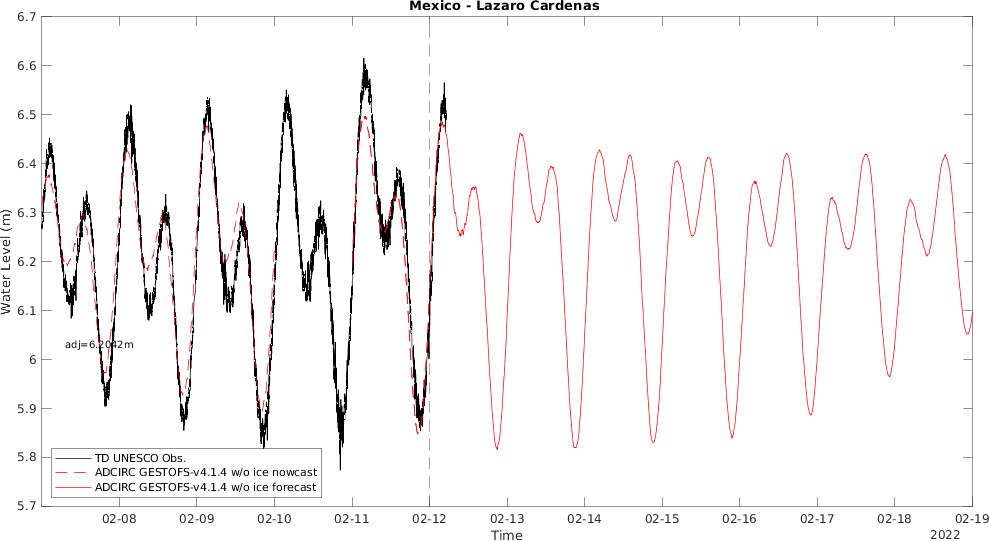 Mexico - Lazaro Cardenas
6.7
6.6
6.5
6.4
6.3
6.2
6.1
6
5.9
5.8
5.7
Water Level (m)
adj=6.2042m
TD UNESCO Obs.
ADCIRC GESTOFS-v4.1.4 w/o ice nowcast
ADCIRC GESTOFS-v4.1.4 w/o ice forecast
02-08 02-09 02-10 02-11 02-12 02-13 02-14 02-15 02-16 02-17 02-18 02-19
Time
2022